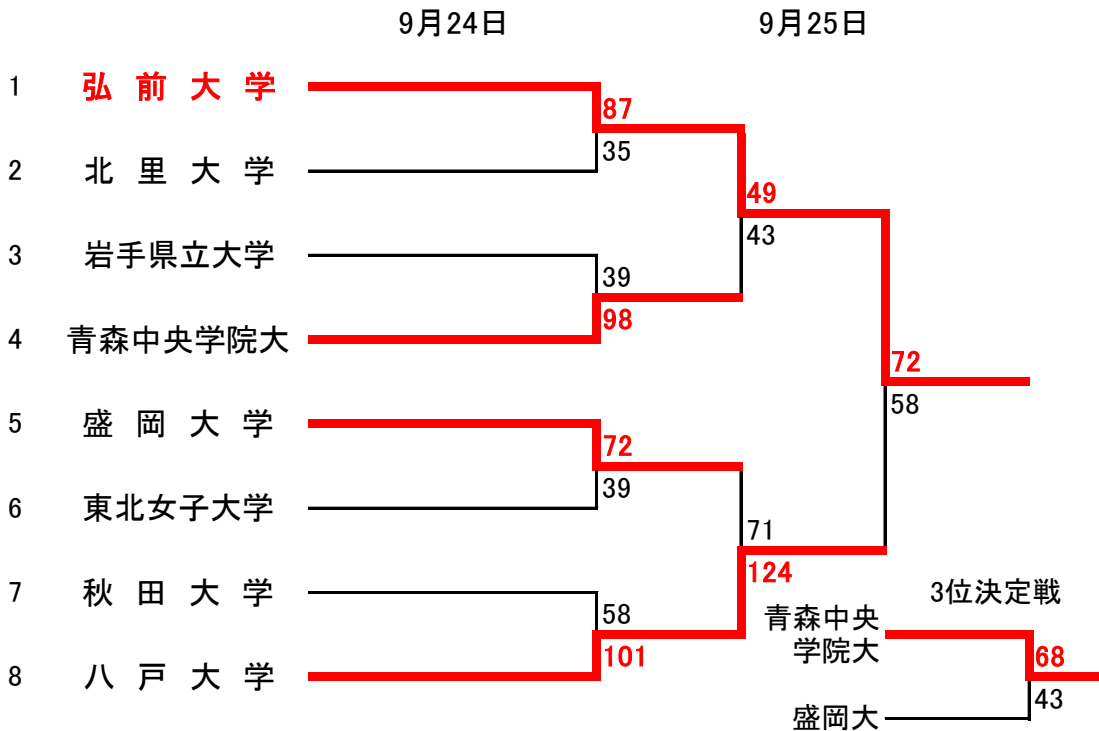 9月24日 9月25日
1 弘前大学
87
35
2 北里大学
49
43
3 岩手県立大学
39
98
4 青森中央学院大
72
58
5 盛岡大学
72
39
6 東北女子大学
71
124
7 秋田大学
58
101
8 八戸大学
3位決定戦
青森中央
学院大
68
43
盛岡大